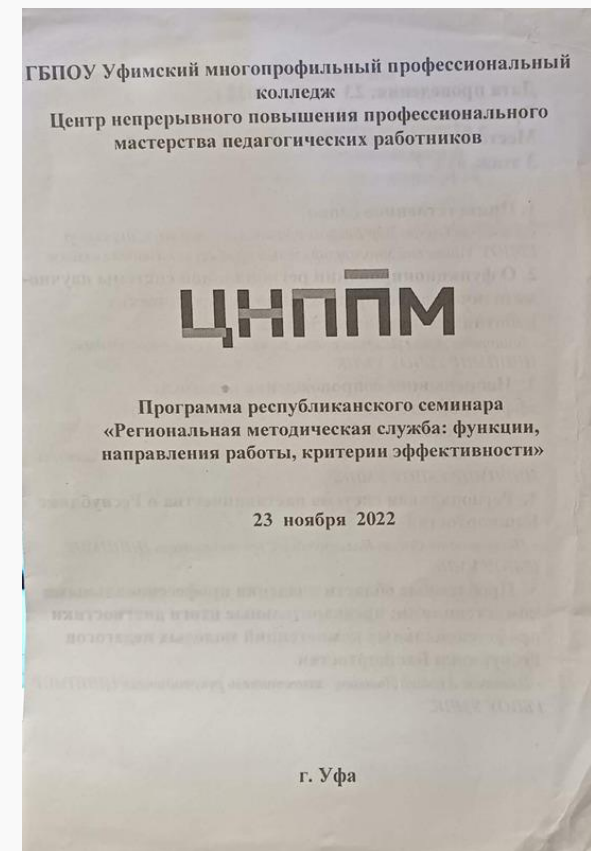 ГБПОУ Уфимский многопрофильный профессиональный
колледж
Центр непрерывного повышения профессионального
мастерства педагогических работников
ЦНППМ
Программа республиканского семинара
«Региональная методическая служба: функции,
направления работы, критерии эффективности»
23 ноября 2022
г. Уфа